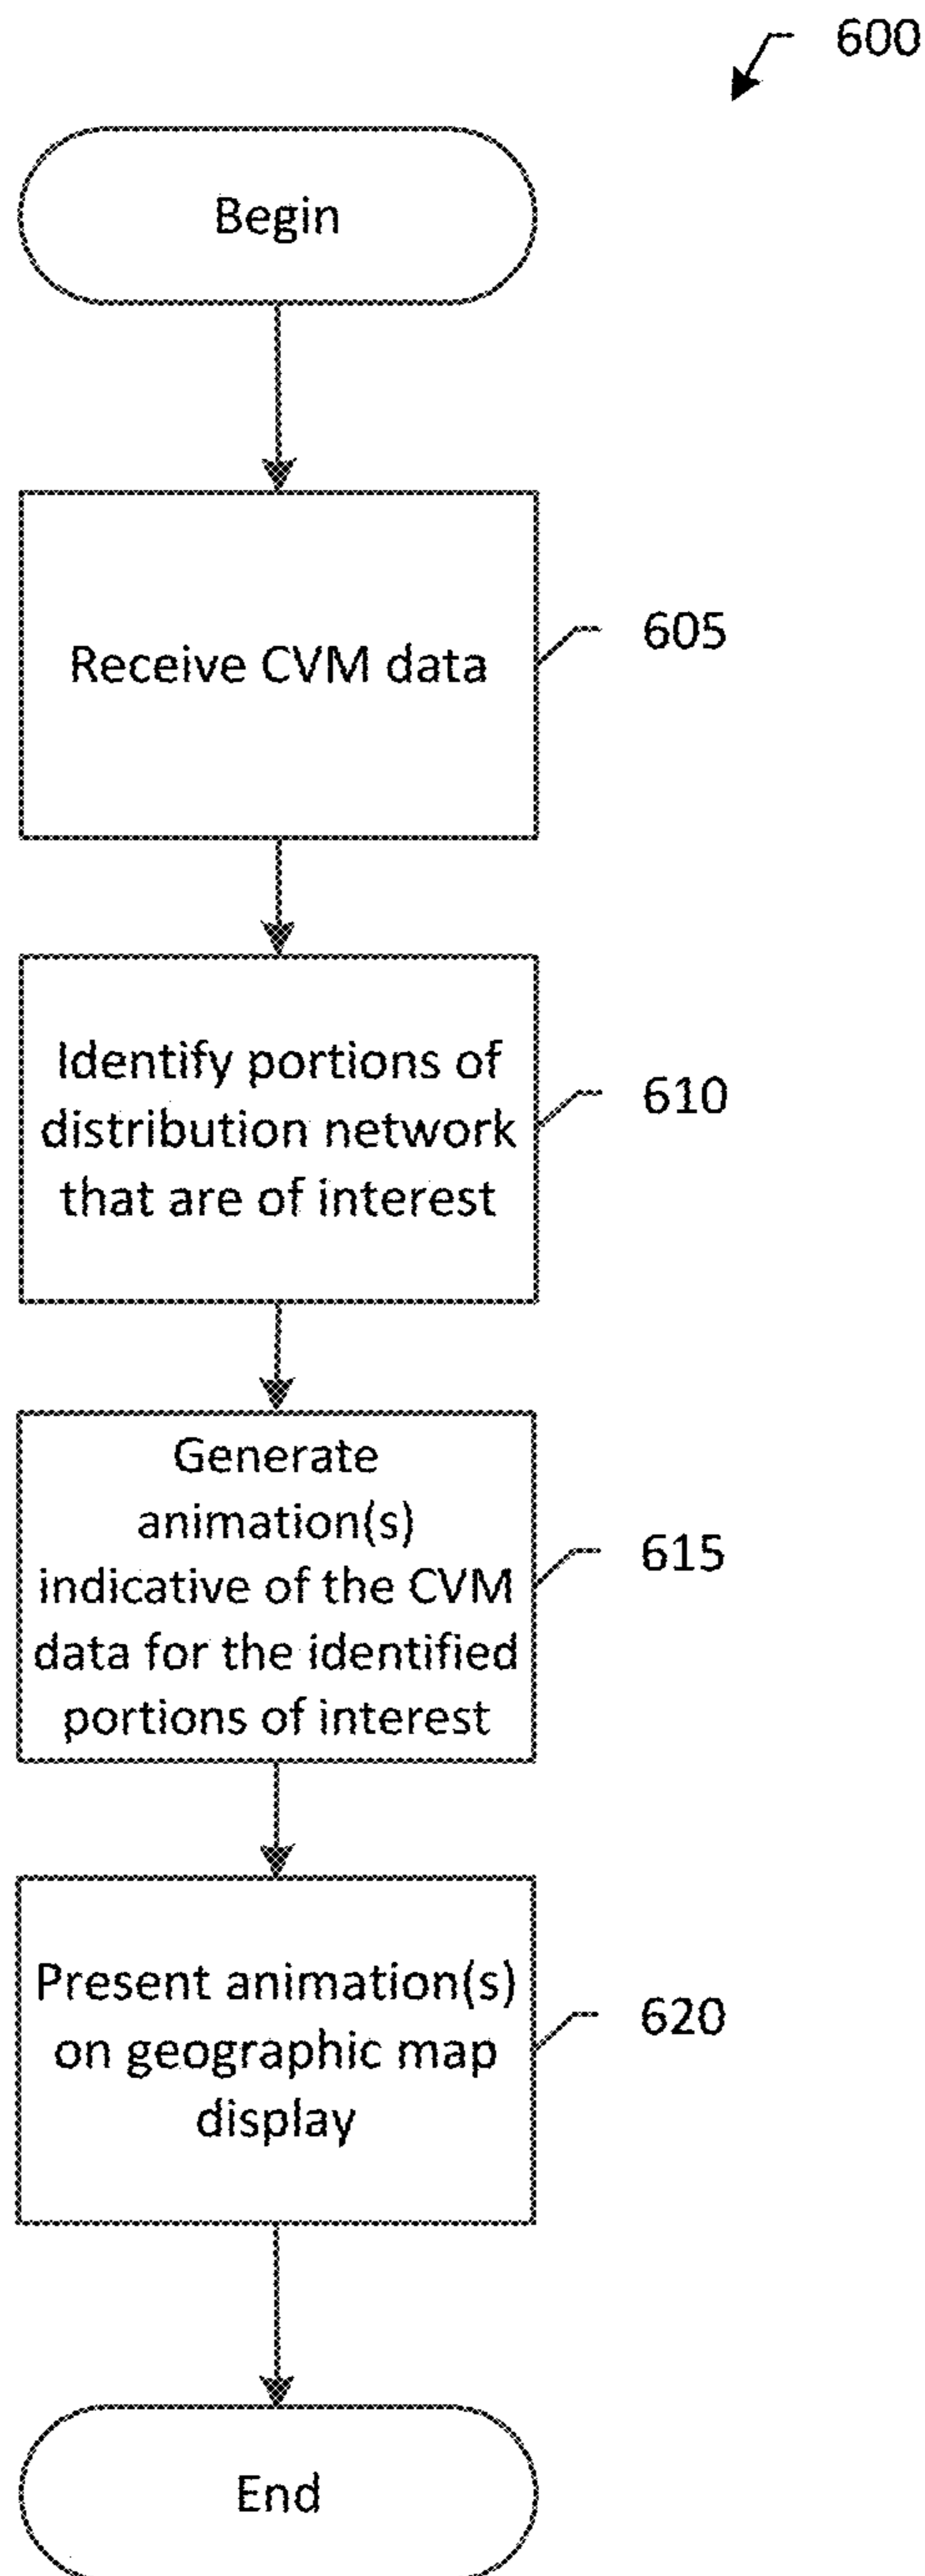 600
Begin
Receive CVM data
605
Identify portions of
distribution network
that are of interest
610
Generate
animation(s)
indicative of the CVM
data for the identified
portions of interest
615
Present animation(s)
on geographic map
display
620
End